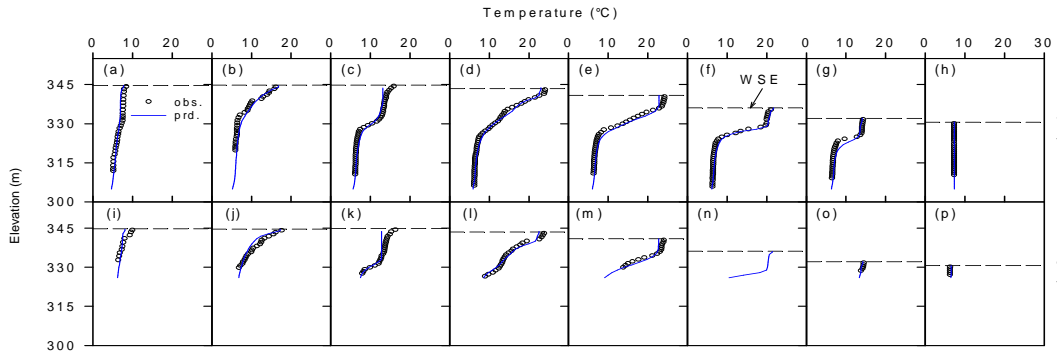 Temperature (°C)
0 10 20 0 10 20 0 10 20 0 10 20 0 10 20 0 10 20 0 10 20 0 10 20 30
345 (a) (b) (c) (d) (e) (f) (g) (h)
WSE
obs.
prd.
330
315
300
Elevation (m)
345 (i) (j) (k) (l) (m) (n) (o) (p)
330
315
300